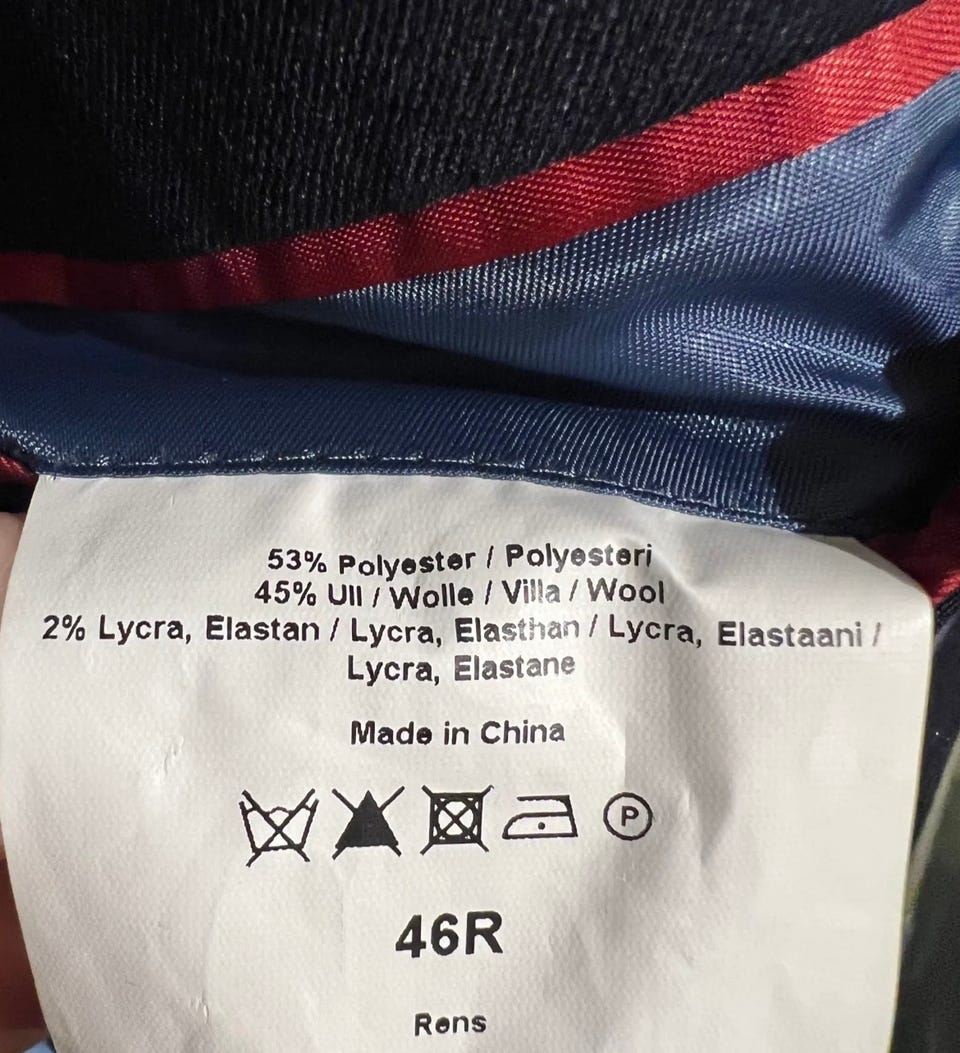 53% Polyester / Polyesteri
45% Ull / Wolle / Villa / Wool
2% Lycra, Elastan / Lycra, Elasthan / Lycra, Elastaani /
Lycra, Elastane
Made in China
P
46R
Rens